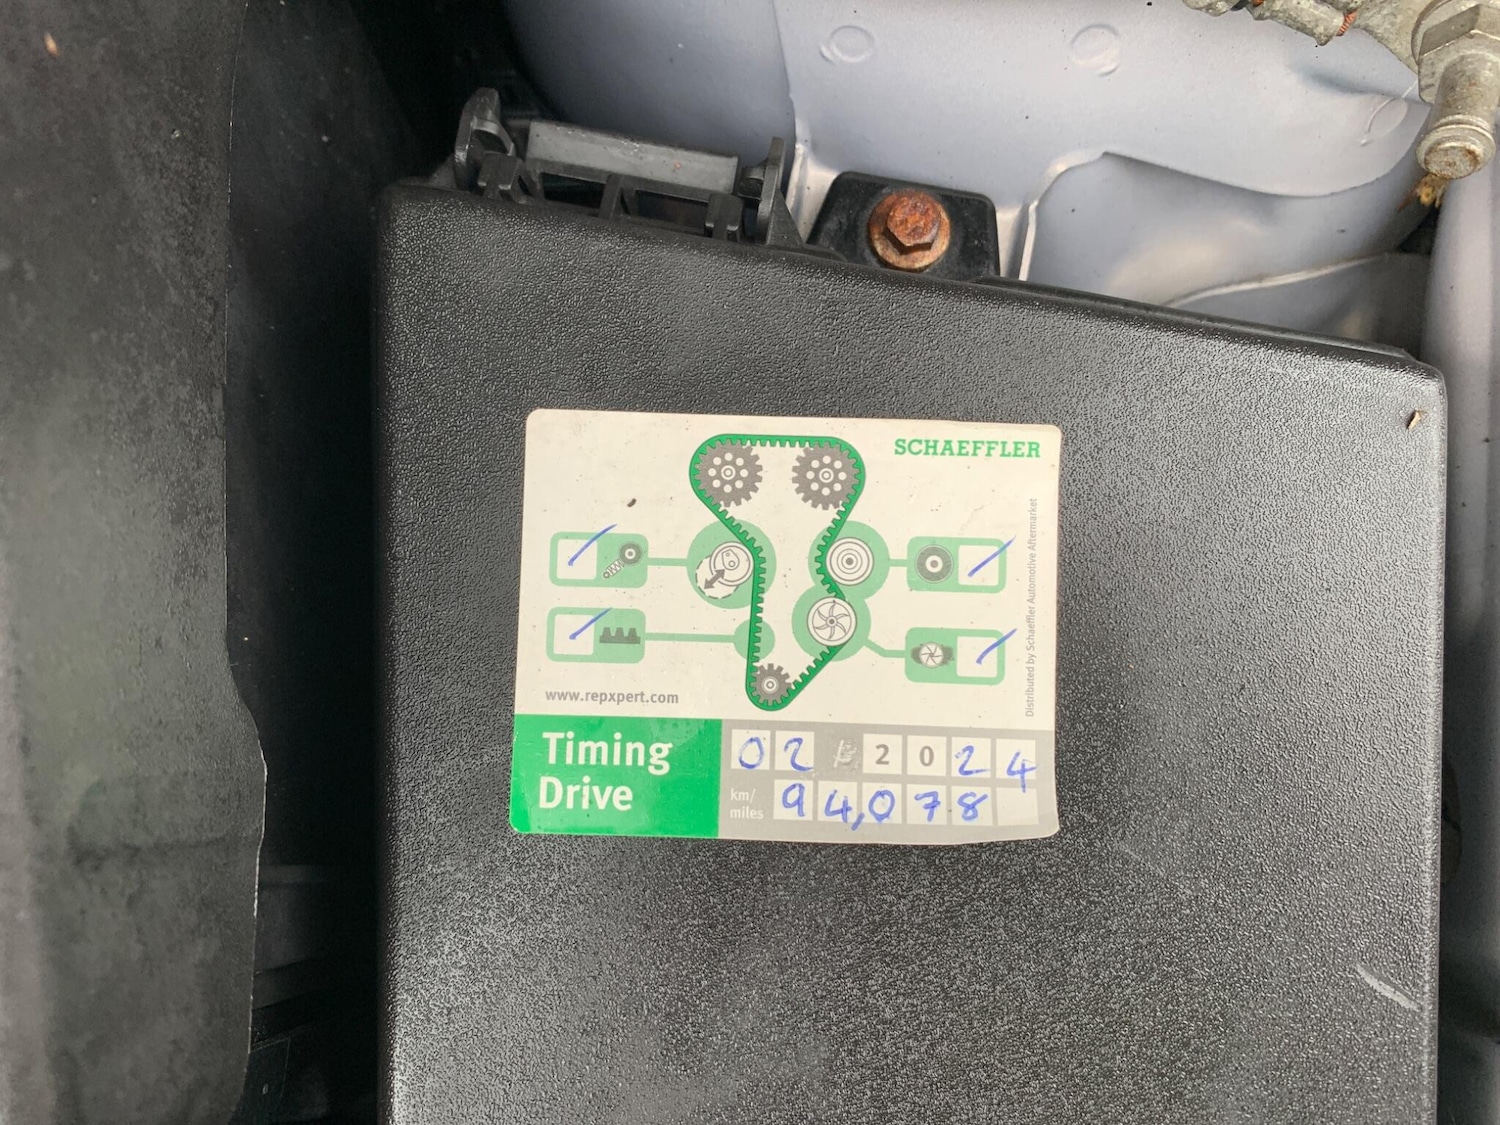 SCHAEFFLER
Distributed by Schaeffler Automotive Aftermarket
www.repxpert.com
Timing
Drive
02 2024
km/
miles
94,078